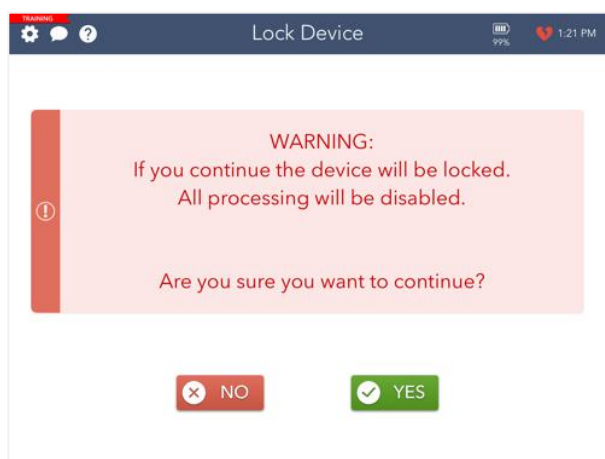 TRAINING
Lock Device
99%
1:21 PM
WARNING:
If you continue the device will be locked.
All processing will be disabled.
Are you sure you want to continue?
NO
YES